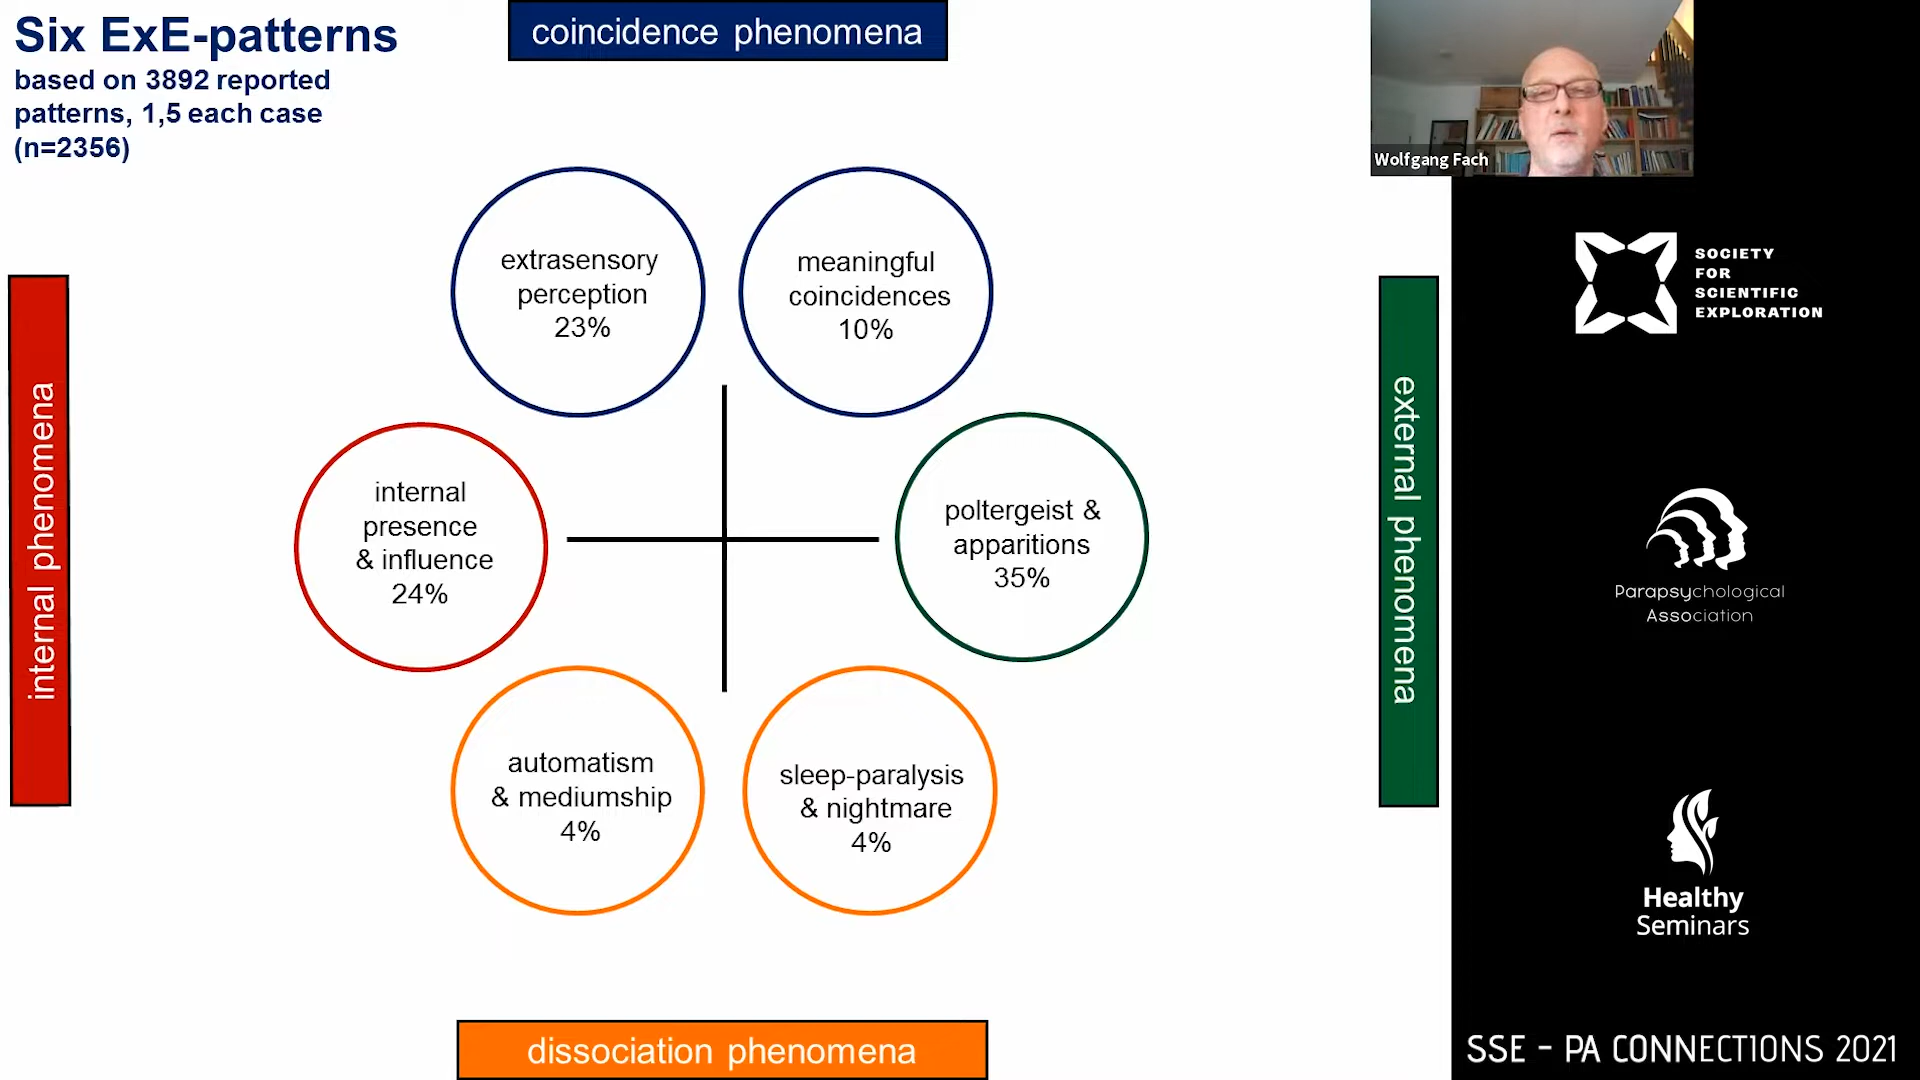 Six ExE-patterns
based on 3892 reported
patterns, 1,5 each case
(n=2356)
coincidence phenomena
Wolfgang Fach
extrasensory
perception
23%
meaningful
coincidences
10%
internal phenomena
internal
presence
& influence
24%
poltergeist &
apparitions
35%
external phenomena
automatism
& mediumship
4%
sleep-paralysis
& nightmare
4%
dissociation phenomena
SOCIETY
FOR
SCIENTIFIC
EXPLORATION
Parapsychological
Association
Healthy
Seminars
SSE - PA CONNECTIONS 2021